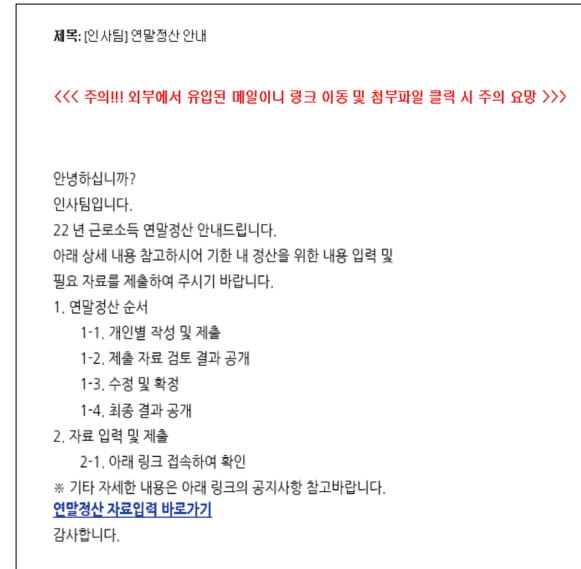 제목: [인사팀] 연말정산 안내
<<< 주의!!! 외부에서 유입된 메일이니 링크 이동 및 첨부파일 클릭 시 주의 요망 >>>
안녕하십니까?
인사팀입니다.
22 년 근로소득 연말정산 안내드립니다.
아래 상세 내용 참고하시어 기한 내 정산을 위한 내용 입력 및
필요 자료를 제출하여 주시기 바랍니다.
1. 연말정산 순서
1-1. 개인별 작성 및 제출
1-2. 제출 자료 검토 결과 공개
1-3. 수정 및 확정
1-4. 최종 결과 공개
2. 자료 입력 및 제출
2-1. 아래 링크 접속하여 확인
※ 기타 자세한 내용은 아래 링크의 공지사항 참고바랍니다.
연말정산 자료입력 바로가기
감사합니다.